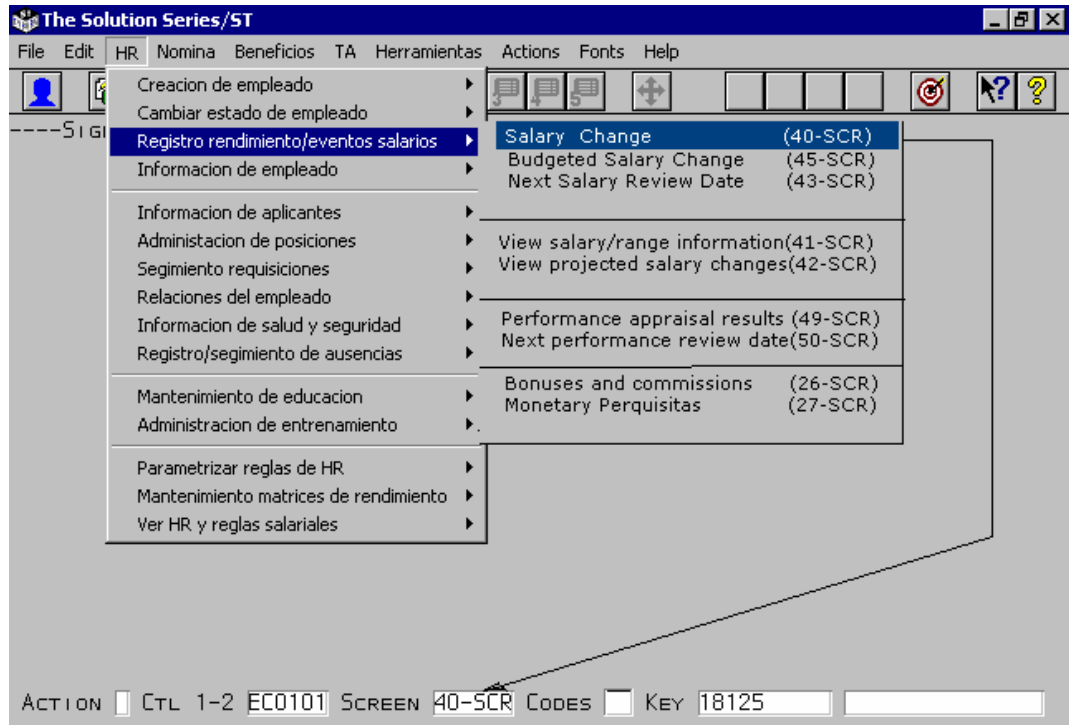 The Solution Series/ST
File Edit HR Nomina Beneficios TA Herramientas Actions Fonts Help
3 4 5
----SIGI
Creacion de empleado
Cambiar estado de empleado
Registro rendimiento/eventos salarios
Informacion de empleado
Informacion de aplicantes
Administacion de posiciones
Segimiento requisiciones
Relaciones del empleado
Informacion de salud y seguridad
Registro/segimiento de ausencias
Mantenimiento de educacion
Administracion de entrenamiento
Parametrizar reglas de HR
Mantenimiento matrices de rendimiento
Ver HR y reglas salariales
Salary Change (40-SCR)
Budgeted Salary Change (45-SCR)
Next Salary Review Date (43-SCR)
View salary/range information(41-SCR)
View projected salary changes(42-SCR)
Performance appraisal results (49-SCR)
Next performance review date(50-SCR)
Bonuses and commissions (26-SCR)
Monetary Perquisitas (27-SCR)
ACTION CTL 1-2 EC0101 SCREEN 40-SCR CODES KEY 18125